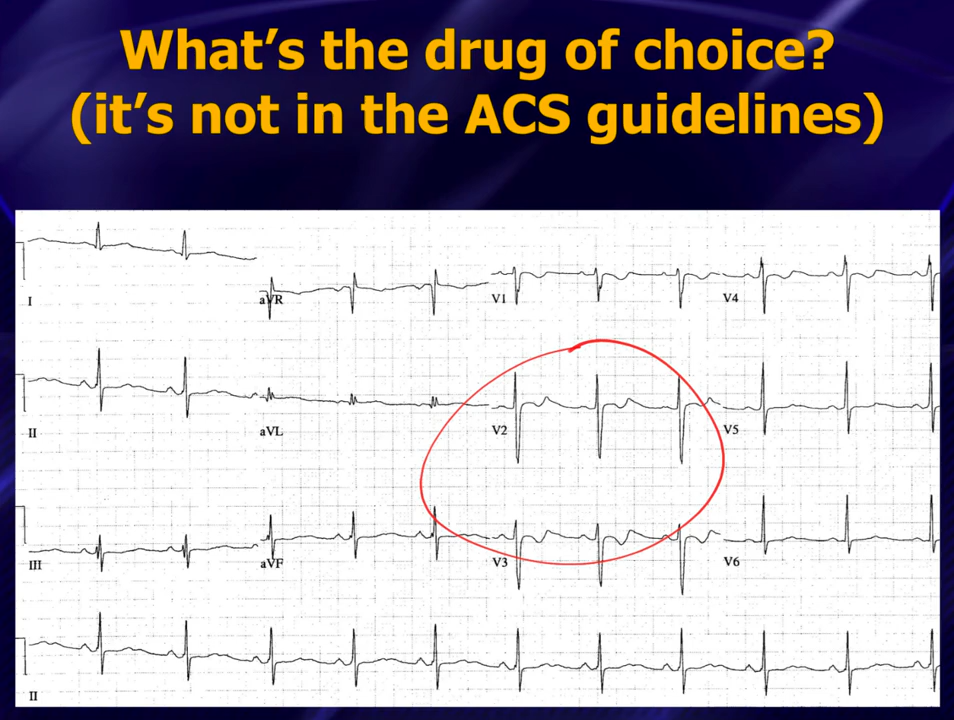 What's the drug of choice?
(it's not in the ACS guidelines)
I
aVR
V1
V4
II
aVL
V2
V5
III
aVF
V3
V6
II